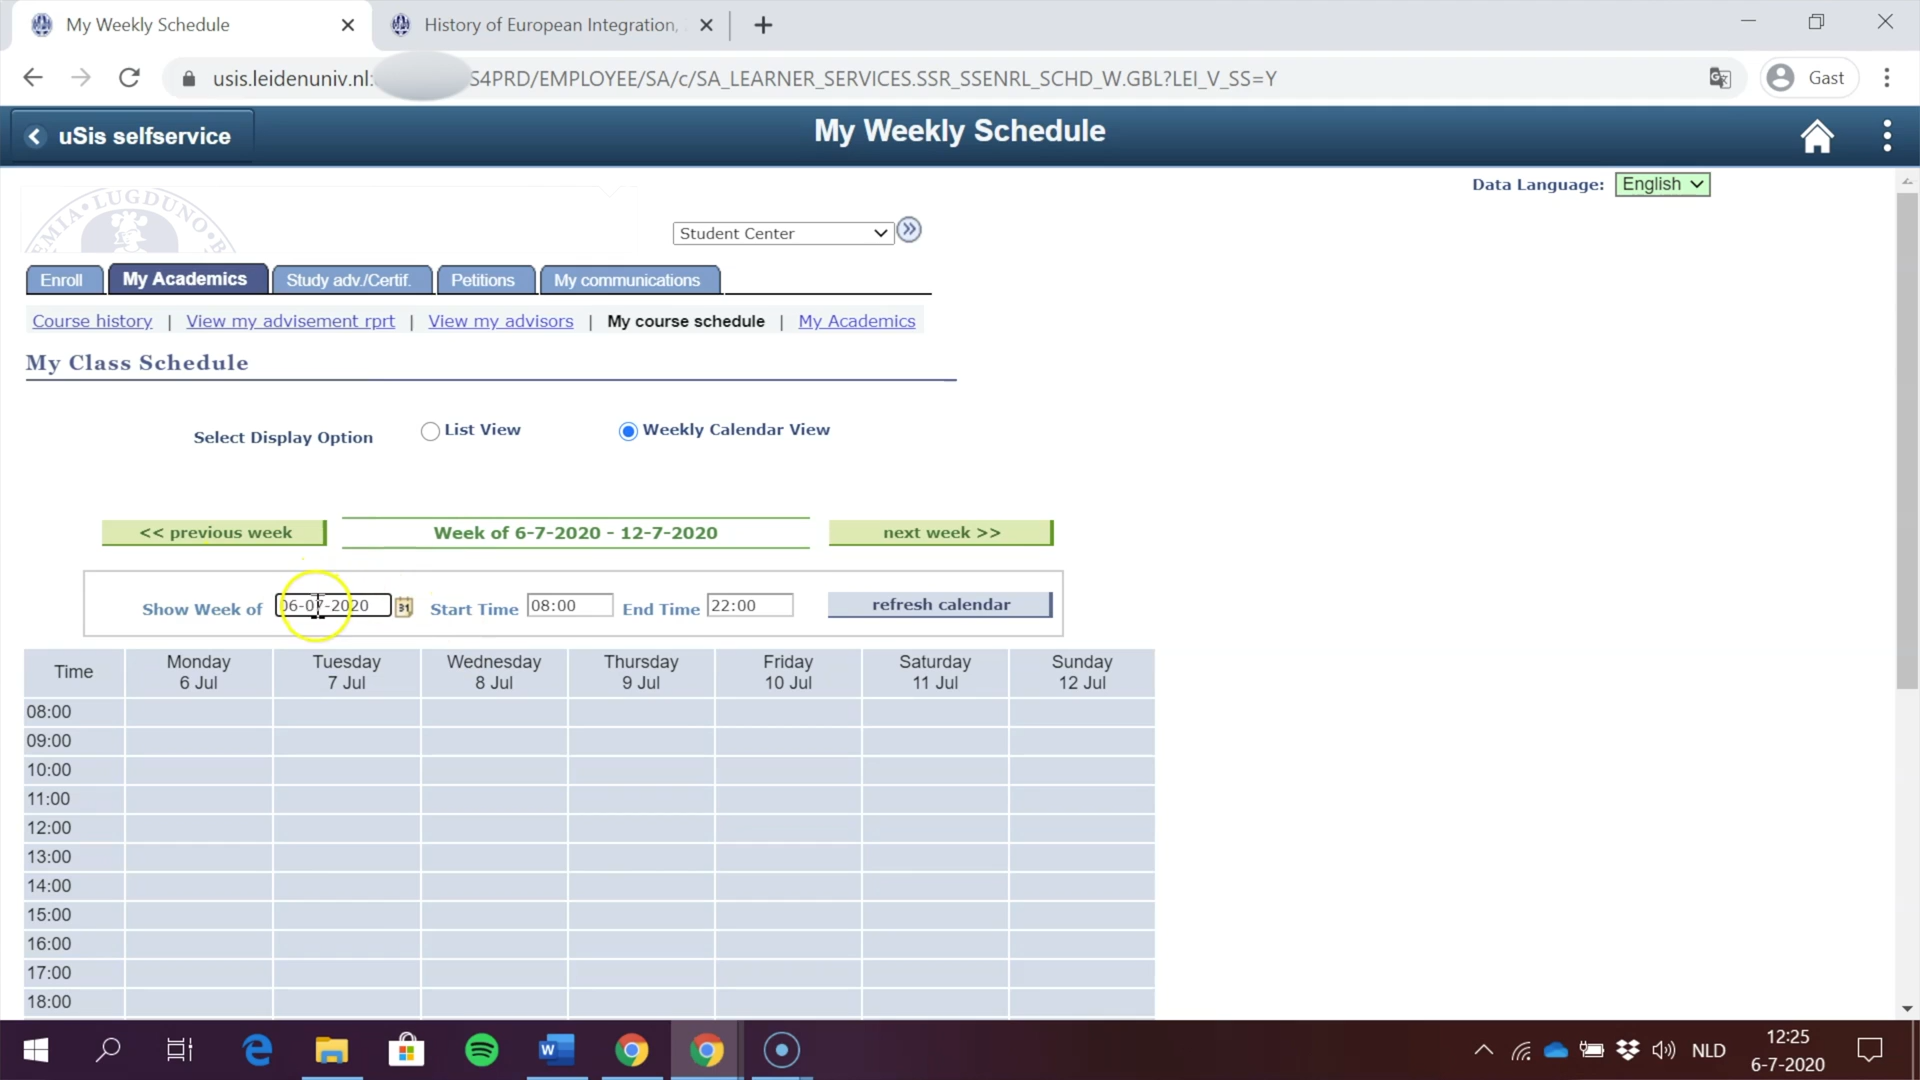 My Weekly Schedule
History of European Integration,
usis.leidenuniv.nl: S4PRD/EMPLOYEE/SA/c/SA_LEARNER_SERVICES.SSR_SSENRL_SCHD_W.GBL?LEI_V_SS=Y
Gast
uSis selfservice
My Weekly Schedule
Data Language: English
LUGDUNO
Student Center
Enroll My Academics Study adv./Certif. Petitions My communications
Course history | View my advisement rprt | View my advisors | My course schedule | My Academics
My Class Schedule
Select Display Option List View Weekly Calendar View
<< previous week Week of 6-7-2020 - 12-7-2020 next week >>
Show Week of 06-07-2020 31 Start Time 08:00 End Time 22:00 refresh calendar
Time Monday Tuesday Wednesday Thursday Friday Saturday Sunday
6 Jul 7 Jul 8 Jul 9 Jul 10 Jul 11 Jul 12 Jul
08:00
09:00
10:00
11:00
12:00
13:00
14:00
15:00
16:00
17:00
18:00
NLD
12:25
6-7-2020